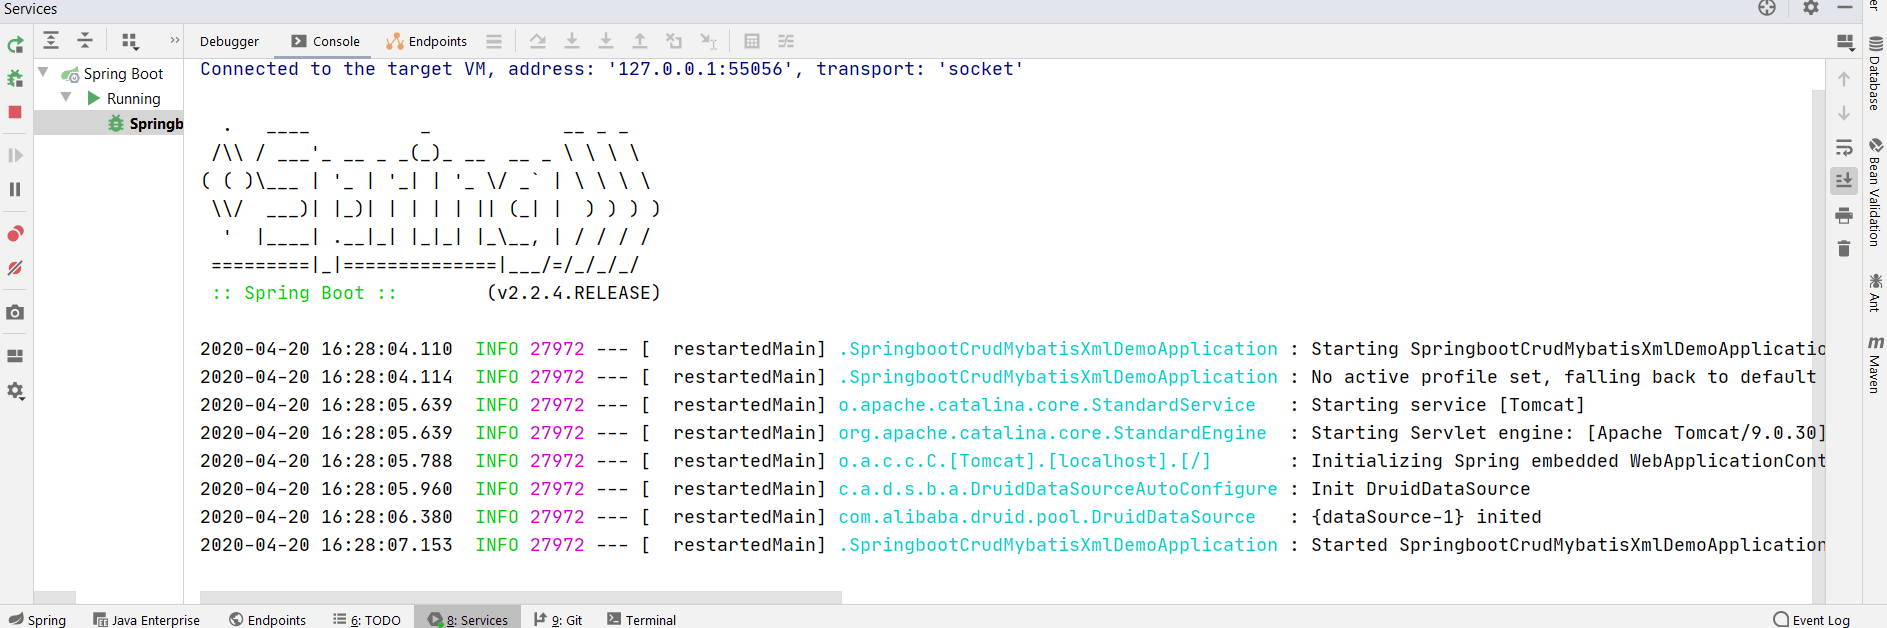 Services
Debugger Console Endpoints
Spring Boot
Running
Springb
Connected to the target VM, address: '127.0.0.1:55056', transport: 'socket'
  .   ____          _            __ _ _
 /\\ / ___'_ __ _ _(_)_ __  __ _ \ \ \ \
( ( )\___ | '_ | '_| | '_ \/ _` | \ \ \ \
 \\/  ___)| |_)| | | | | || (_| |  ) ) ) )
  '  |____| .__|_| |_|_| |_\__, | / / / /
 =========|_|==============|___/=/_/_/_/
 :: Spring Boot ::        (v2.2.4.RELEASE)
2020-04-20 16:28:04.110  INFO 27972 --- [  restartedMain] .SpringbootCrudMybatisXmlDemoApplication : Starting SpringbootCrudMybatisXmlDemoApplicatio
2020-04-20 16:28:04.114  INFO 27972 --- [  restartedMain] .SpringbootCrudMybatisXmlDemoApplication : No active profile set, falling back to default
2020-04-20 16:28:05.639  INFO 27972 --- [  restartedMain] o.apache.catalina.core.StandardService   : Starting service [Tomcat]
2020-04-20 16:28:05.639  INFO 27972 --- [  restartedMain] org.apache.catalina.core.StandardEngine  : Starting Servlet engine: [Apache Tomcat/9.0.30]
2020-04-20 16:28:05.788  INFO 27972 --- [  restartedMain] o.a.c.c.C.[Tomcat].[localhost].[/]       : Initializing Spring embedded WebApplicationCont
2020-04-20 16:28:05.960  INFO 27972 --- [  restartedMain] c.a.d.s.b.a.DruidDataSourceAutoConfigure : Init DruidDataSource
2020-04-20 16:28:06.380  INFO 27972 --- [  restartedMain] com.alibaba.druid.pool.DruidDataSource   : {dataSource-1} inited
2020-04-20 16:28:07.153  INFO 27972 --- [  restartedMain] .SpringbootCrudMybatisXmlDemoApplication : Started SpringbootCrudMybatisXmlDemoApplication
er
Database
Bean Validation
Ant
m Maven
Spring Java Enterprise Endpoints 6: TODO 8: Services 9: Git Terminal Event Log